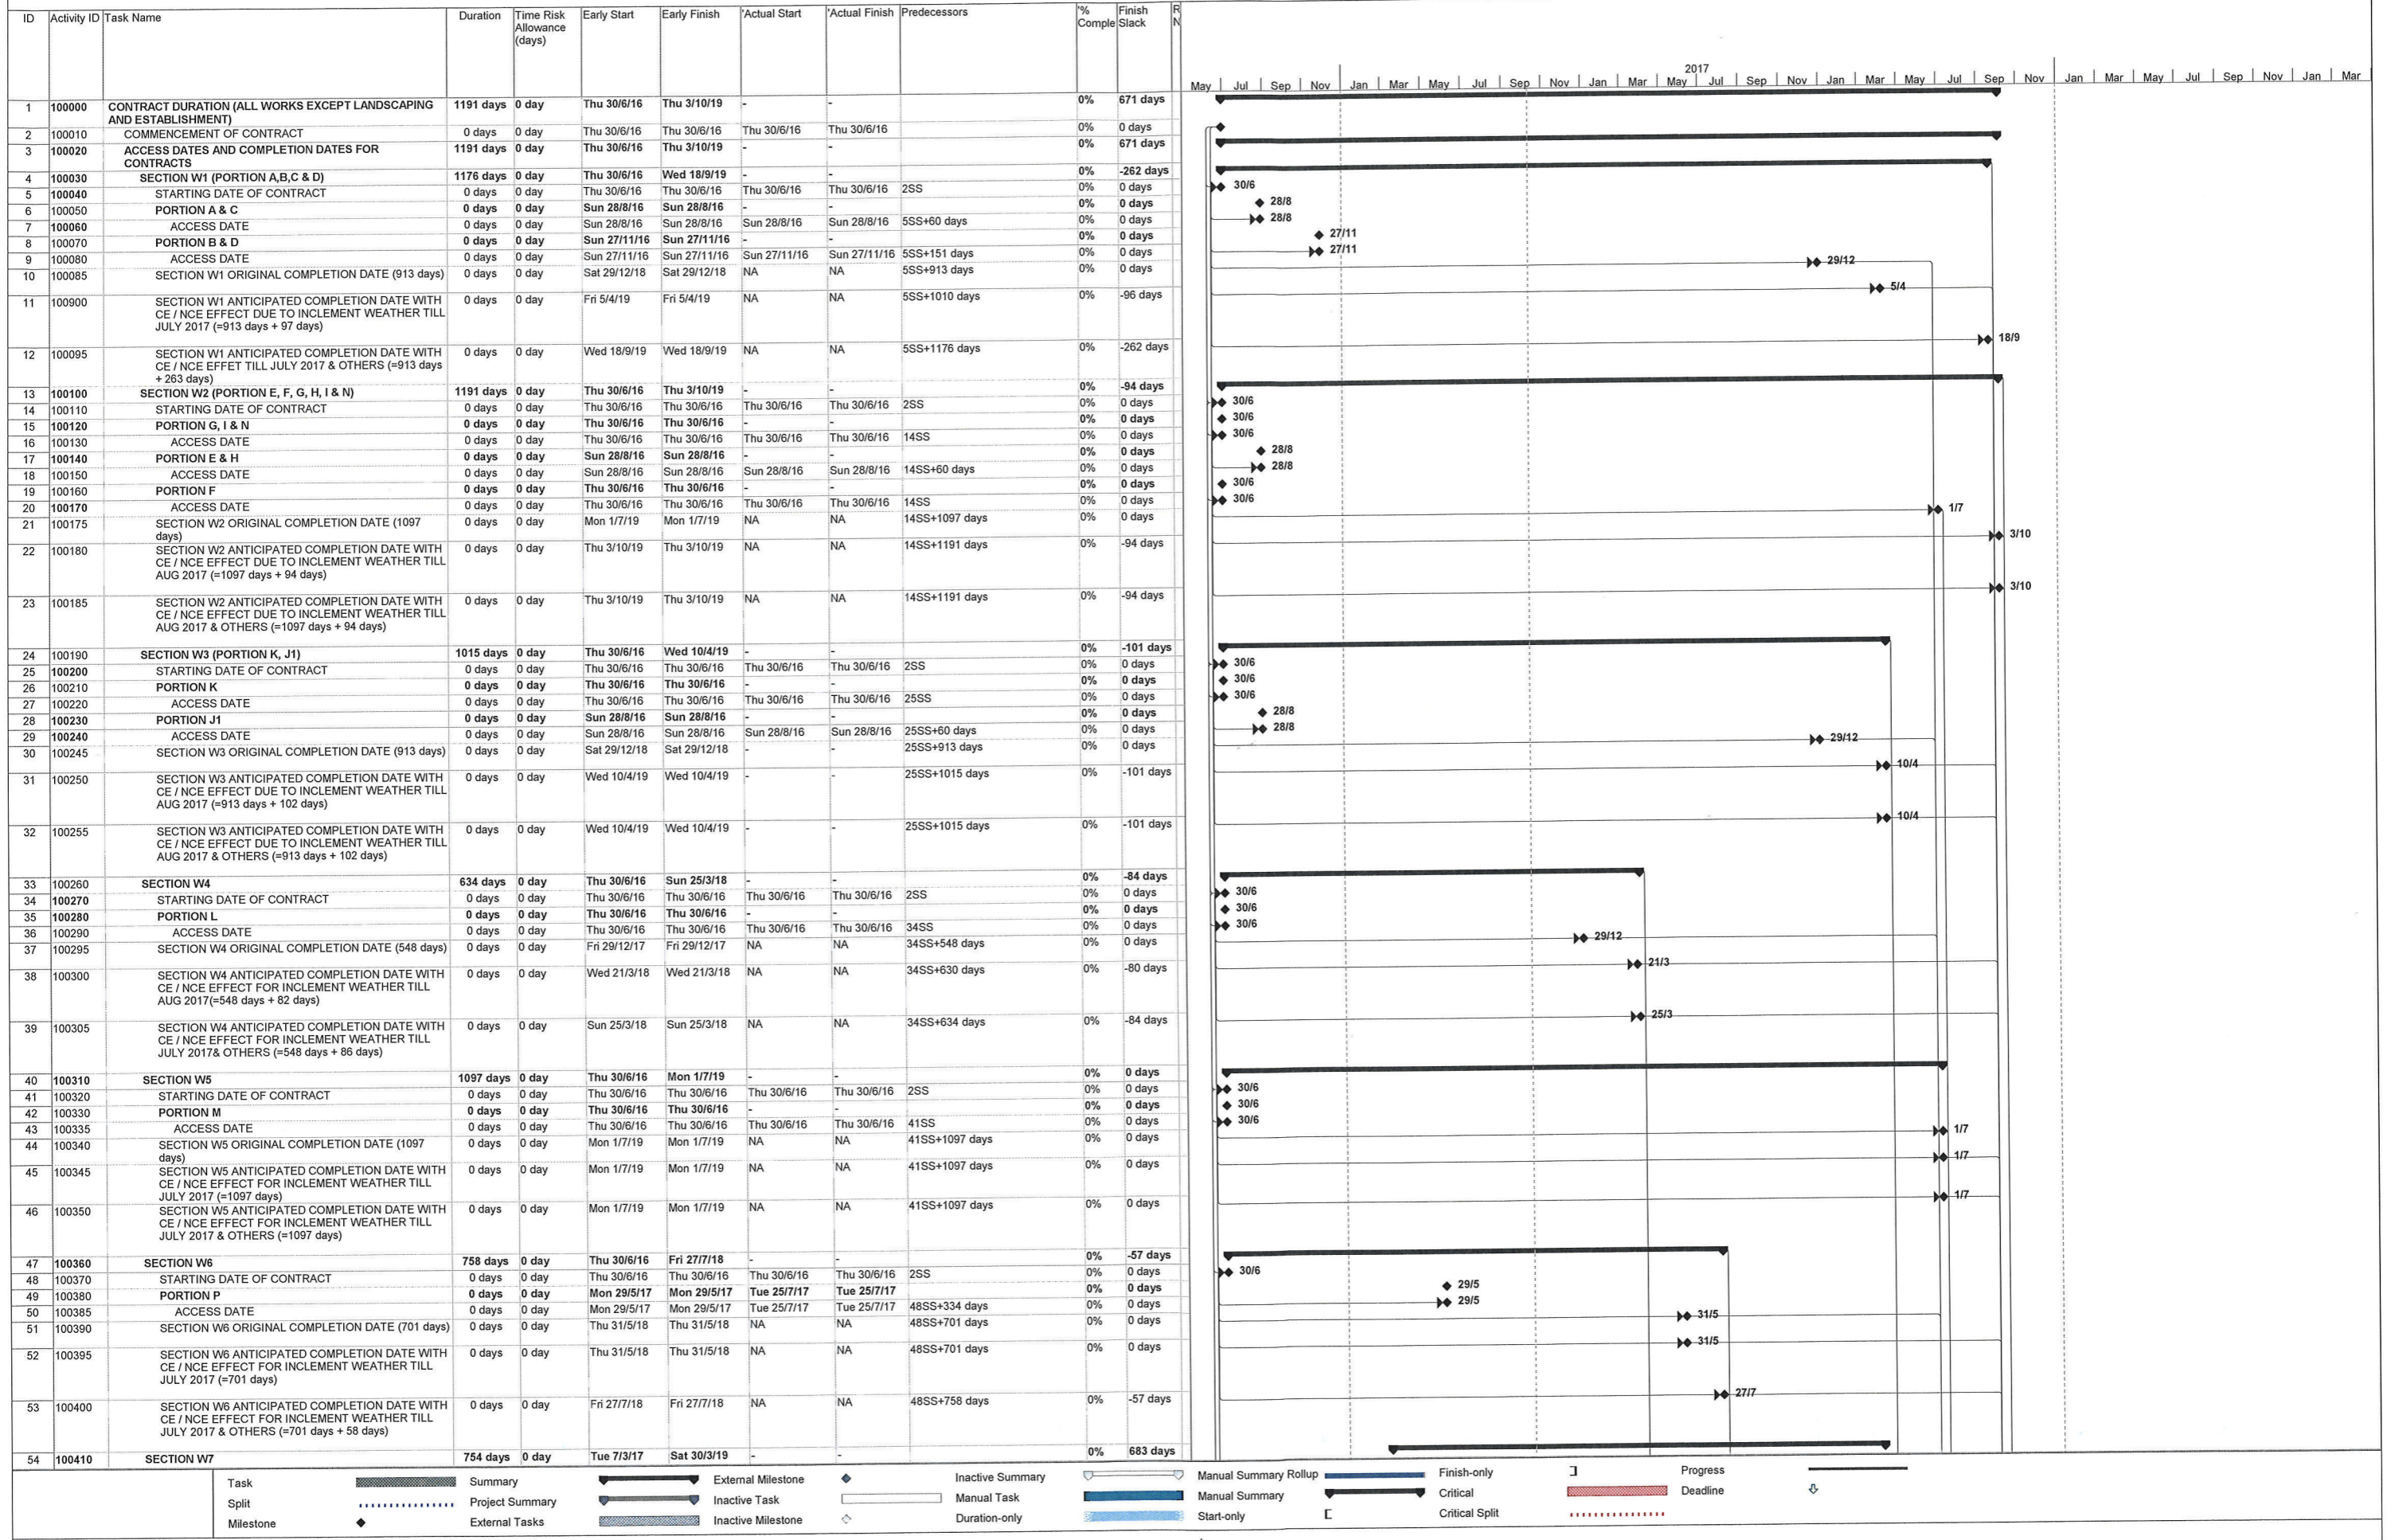 ID Activity ID Task Name Duration Time Risk Early Start Early Finish 'Actual Start 'Actual Finish Predecessors '% Finish R
Allowance Comple Slack N
(days)
2017
May Jul Sep Nov Jan Mar May Jul Sep Nov Jan Mar May Jul Sep Nov Jan Mar May Jul Sep Nov Jan Mar May Jul Sep Nov Jan Mar
1 100000 CONTRACT DURATION (ALL WORKS EXCEPT LANDSCAPING 1191 days 0 day Thu 30/6/16 Thu 3/10/19 - - 0% 671 days
AND ESTABLISHMENT)
2 100010 COMMENCEMENT OF CONTRACT 0 days 0 day Thu 30/6/16 Thu 30/6/16 Thu 30/6/16 Thu 30/6/16 0% 0 days
3 100020 ACCESS DATES AND COMPLETION DATES FOR 1191 days 0 day Thu 30/6/16 Thu 3/10/19 - - 0% 671 days
CONTRACTS
4 100030 SECTION W1 (PORTION A,B,C & D) 1176 days 0 day Thu 30/6/16 Wed 18/9/19 - - 0% -262 days
5 100040 STARTING DATE OF CONTRACT 0 days 0 day Thu 30/6/16 Thu 30/6/16 Thu 30/6/16 Thu 30/6/16 2SS 0% 0 days 30/6
6 100050 PORTION A & C 0 days 0 day Sun 28/8/16 Sun 28/8/16 - - 0% 0 days 28/8
7 100060 ACCESS DATE 0 days 0 day Sun 28/8/16 Sun 28/8/16 Sun 28/8/16 Sun 28/8/16 5SS+60 days 0% 0 days 28/8
8 100070 PORTION B & D 0 days 0 day Sun 27/11/16 Sun 27/11/16 - - 0% 0 days 27/11
9 100080 ACCESS DATE 0 days 0 day Sun 27/11/16 Sun 27/11/16 Sun 27/11/16 Sun 27/11/16 5SS+151 days 0% 0 days 27/11
10 100085 SECTION W1 ORIGINAL COMPLETION DATE (913 days) 0 days 0 day Sat 29/12/18 Sat 29/12/18 NA NA 5SS+913 days 0% 0 days 29/12
11 100900 SECTION W1 ANTICIPATED COMPLETION DATE WITH 0 days 0 day Fri 5/4/19 Fri 5/4/19 NA NA 5SS+1010 days 0% -96 days 5/4
CE / NCE EFFECT DUE TO INCLEMENT WEATHER TILL
JULY 2017 (=913 days + 97 days)
12 100095 SECTION W1 ANTICIPATED COMPLETION DATE WITH 0 days 0 day Wed 18/9/19 Wed 18/9/19 NA NA 5SS+1176 days 0% -262 days 18/9
CE / NCE EFFET TILL JULY 2017 & OTHERS (=913 days
+ 263 days)
13 100100 SECTION W2 (PORTION E, F, G, H, I & N) 1191 days 0 day Thu 30/6/16 Thu 3/10/19 - - 0% -94 days
14 100110 STARTING DATE OF CONTRACT 0 days 0 day Thu 30/6/16 Thu 30/6/16 Thu 30/6/16 Thu 30/6/16 2SS 0% 0 days 30/6
15 100120 PORTION G, I & N 0 days 0 day Thu 30/6/16 Thu 30/6/16 - - 0% 0 days 30/6
16 100130 ACCESS DATE 0 days 0 day Thu 30/6/16 Thu 30/6/16 Thu 30/6/16 Thu 30/6/16 14SS 0% 0 days 30/6
17 100140 PORTION E & H 0 days 0 day Sun 28/8/16 Sun 28/8/16 - - 0% 0 days 28/8
18 100150 ACCESS DATE 0 days 0 day Sun 28/8/16 Sun 28/8/16 Sun 28/8/16 Sun 28/8/16 14SS+60 days 0% 0 days 28/8
19 100160 PORTION F 0 days 0 day Thu 30/6/16 Thu 30/6/16 - - 0% 0 days 30/6
20 100170 ACCESS DATE 0 days 0 day Thu 30/6/16 Thu 30/6/16 Thu 30/6/16 Thu 30/6/16 14SS 0% 0 days 30/6
21 100175 SECTION W2 ORIGINAL COMPLETION DATE (1097 0 days 0 day Mon 1/7/19 Mon 1/7/19 NA NA 14SS+1097 days 0% 0 days 1/7
days)
22 100180 SECTION W2 ANTICIPATED COMPLETION DATE WITH 0 days 0 day Thu 3/10/19 Thu 3/10/19 NA NA 14SS+1191 days 0% -94 days 3/10
CE / NCE EFFECT DUE TO INCLEMENT WEATHER TILL
AUG 2017 (=1097 days + 94 days)
23 100185 SECTION W2 ANTICIPATED COMPLETION DATE WITH 0 days 0 day Thu 3/10/19 Thu 3/10/19 NA NA 14SS+1191 days 0% -94 days 3/10
CE / NCE EFFECT DUE TO INCLEMENT WEATHER TILL
AUG 2017 & OTHERS (=1097 days + 94 days)
24 100190 SECTION W3 (PORTION K, J1) 1015 days 0 day Thu 30/6/16 Wed 10/4/19 - - 0% -101 days
25 100200 STARTING DATE OF CONTRACT 0 days 0 day Thu 30/6/16 Thu 30/6/16 Thu 30/6/16 Thu 30/6/16 2SS 0% 0 days 30/6
26 100210 PORTION K 0 days 0 day Thu 30/6/16 Thu 30/6/16 - - 0% 0 days 30/6
27 100220 ACCESS DATE 0 days 0 day Thu 30/6/16 Thu 30/6/16 Thu 30/6/16 Thu 30/6/16 25SS 0% 0 days 30/6
28 100230 PORTION J1 0 days 0 day Sun 28/8/16 Sun 28/8/16 - - 0% 0 days 28/8
29 100240 ACCESS DATE 0 days 0 day Sun 28/8/16 Sun 28/8/16 Sun 28/8/16 Sun 28/8/16 25SS+60 days 0% 0 days 28/8
30 100245 SECTION W3 ORIGINAL COMPLETION DATE (913 days) 0 days 0 day Sat 29/12/18 Sat 29/12/18 - - 25SS+913 days 0% 0 days 29/12
31 100250 SECTION W3 ANTICIPATED COMPLETION DATE WITH 0 days 0 day Wed 10/4/19 Wed 10/4/19 - - 25SS+1015 days 0% -101 days 10/4
CE / NCE EFFECT DUE TO INCLEMENT WEATHER TILL
AUG 2017 (=913 days + 102 days)
32 100255 SECTION W3 ANTICIPATED COMPLETION DATE WITH 0 days 0 day Wed 10/4/19 Wed 10/4/19 - - 25SS+1015 days 0% -101 days 10/4
CE / NCE EFFECT DUE TO INCLEMENT WEATHER TILL
AUG 2017 & OTHERS (=913 days + 102 days)
33 100260 SECTION W4 634 days 0 day Thu 30/6/16 Sun 25/3/18 - - 0% -84 days
34 100270 STARTING DATE OF CONTRACT 0 days 0 day Thu 30/6/16 Thu 30/6/16 Thu 30/6/16 Thu 30/6/16 2SS 0% 0 days 30/6
35 100280 PORTION L 0 days 0 day Thu 30/6/16 Thu 30/6/16 - - 0% 0 days 30/6
36 100290 ACCESS DATE 0 days 0 day Thu 30/6/16 Thu 30/6/16 Thu 30/6/16 Thu 30/6/16 34SS 0% 0 days 30/6
37 100295 SECTION W4 ORIGINAL COMPLETION DATE (548 days) 0 days 0 day Fri 29/12/17 Fri 29/12/17 NA NA 34SS+548 days 0% 0 days 29/12
38 100300 SECTION W4 ANTICIPATED COMPLETION DATE WITH 0 days 0 day Wed 21/3/18 Wed 21/3/18 NA NA 34SS+630 days 0% -80 days 21/3
CE / NCE EFFECT FOR INCLEMENT WEATHER TILL
AUG 2017(=548 days + 82 days)
39 100305 SECTION W4 ANTICIPATED COMPLETION DATE WITH 0 days 0 day Sun 25/3/18 Sun 25/3/18 NA NA 34SS+634 days 0% -84 days 25/3
CE / NCE EFFECT FOR INCLEMENT WEATHER TILL
JULY 2017& OTHERS (=548 days + 86 days)
40 100310 SECTION W5 1097 days 0 day Thu 30/6/16 Mon 1/7/19 - - 0% 0 days
41 100320 STARTING DATE OF CONTRACT 0 days 0 day Thu 30/6/16 Thu 30/6/16 Thu 30/6/16 Thu 30/6/16 2SS 0% 0 days 30/6
42 100330 PORTION M 0 days 0 day Thu 30/6/16 Thu 30/6/16 - - 0% 0 days 30/6
43 100335 ACCESS DATE 0 days 0 day Thu 30/6/16 Thu 30/6/16 Thu 30/6/16 Thu 30/6/16 41SS 0% 0 days 30/6
44 100340 SECTION W5 ORIGINAL COMPLETION DATE (1097 0 days 0 day Mon 1/7/19 Mon 1/7/19 NA NA 41SS+1097 days 0% 0 days 1/7
days)
45 100345 SECTION W5 ANTICIPATED COMPLETION DATE WITH 0 days 0 day Mon 1/7/19 Mon 1/7/19 NA NA 41SS+1097 days 0% 0 days 1/7
CE / NCE EFFECT FOR INCLEMENT WEATHER TILL
JULY 2017 (=1097 days)
46 100350 SECTION W5 ANTICIPATED COMPLETION DATE WITH 0 days 0 day Mon 1/7/19 Mon 1/7/19 NA NA 41SS+1097 days 0% 0 days 1/7
CE / NCE EFFECT FOR INCLEMENT WEATHER TILL
JULY 2017 & OTHERS (=1097 days)
47 100360 SECTION W6 758 days 0 day Thu 30/6/16 Fri 27/7/18 - - 0% -57 days
48 100370 STARTING DATE OF CONTRACT 0 days 0 day Thu 30/6/16 Thu 30/6/16 Thu 30/6/16 Thu 30/6/16 2SS 0% 0 days 30/6
49 100380 PORTION P 0 days 0 day Mon 29/5/17 Mon 29/5/17 Tue 25/7/17 Tue 25/7/17 0% 0 days 29/5
50 100385 ACCESS DATE 0 days 0 day Mon 29/5/17 Mon 29/5/17 Tue 25/7/17 Tue 25/7/17 48SS+334 days 0% 0 days 29/5
51 100390 SECTION W6 ORIGINAL COMPLETION DATE (701 days) 0 days 0 day Thu 31/5/18 Thu 31/5/18 NA NA 48SS+701 days 0% 0 days 31/5
52 100395 SECTION W6 ANTICIPATED COMPLETION DATE WITH 0 days 0 day Thu 31/5/18 Thu 31/5/18 NA NA 48SS+701 days 0% 0 days 31/5
CE / NCE EFFECT FOR INCLEMENT WEATHER TILL
JULY 2017 (=701 days)
53 100400 SECTION W6 ANTICIPATED COMPLETION DATE WITH 0 days 0 day Fri 27/7/18 Fri 27/7/18 NA NA 48SS+758 days 0% -57 days 27/7
CE / NCE EFFECT FOR INCLEMENT WEATHER TILL
JULY 2017 & OTHERS (=701 days + 58 days)
54 100410 SECTION W7 754 days 0 day Tue 7/3/17 Sat 30/3/19 - - 0% 683 days
Task Summary External Milestone Inactive Summary Manual Summary Rollup Finish-only Progress
Split Project Summary Inactive Task Manual Task Manual Summary Critical Deadline
Milestone External Tasks Inactive Milestone Duration-only Start-only Critical Split